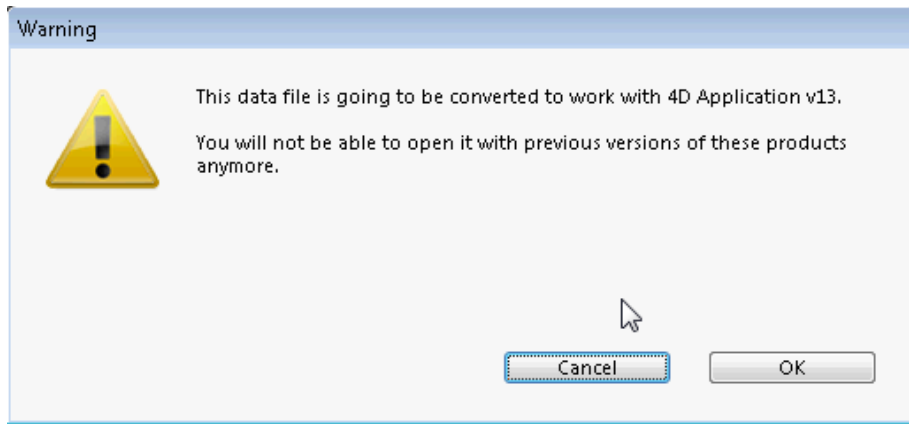 Warning
This data file is going to be converted to work with 4D Application v13.
You will not be able to open it with previous versions of these products
anymore.
Cancel
OK